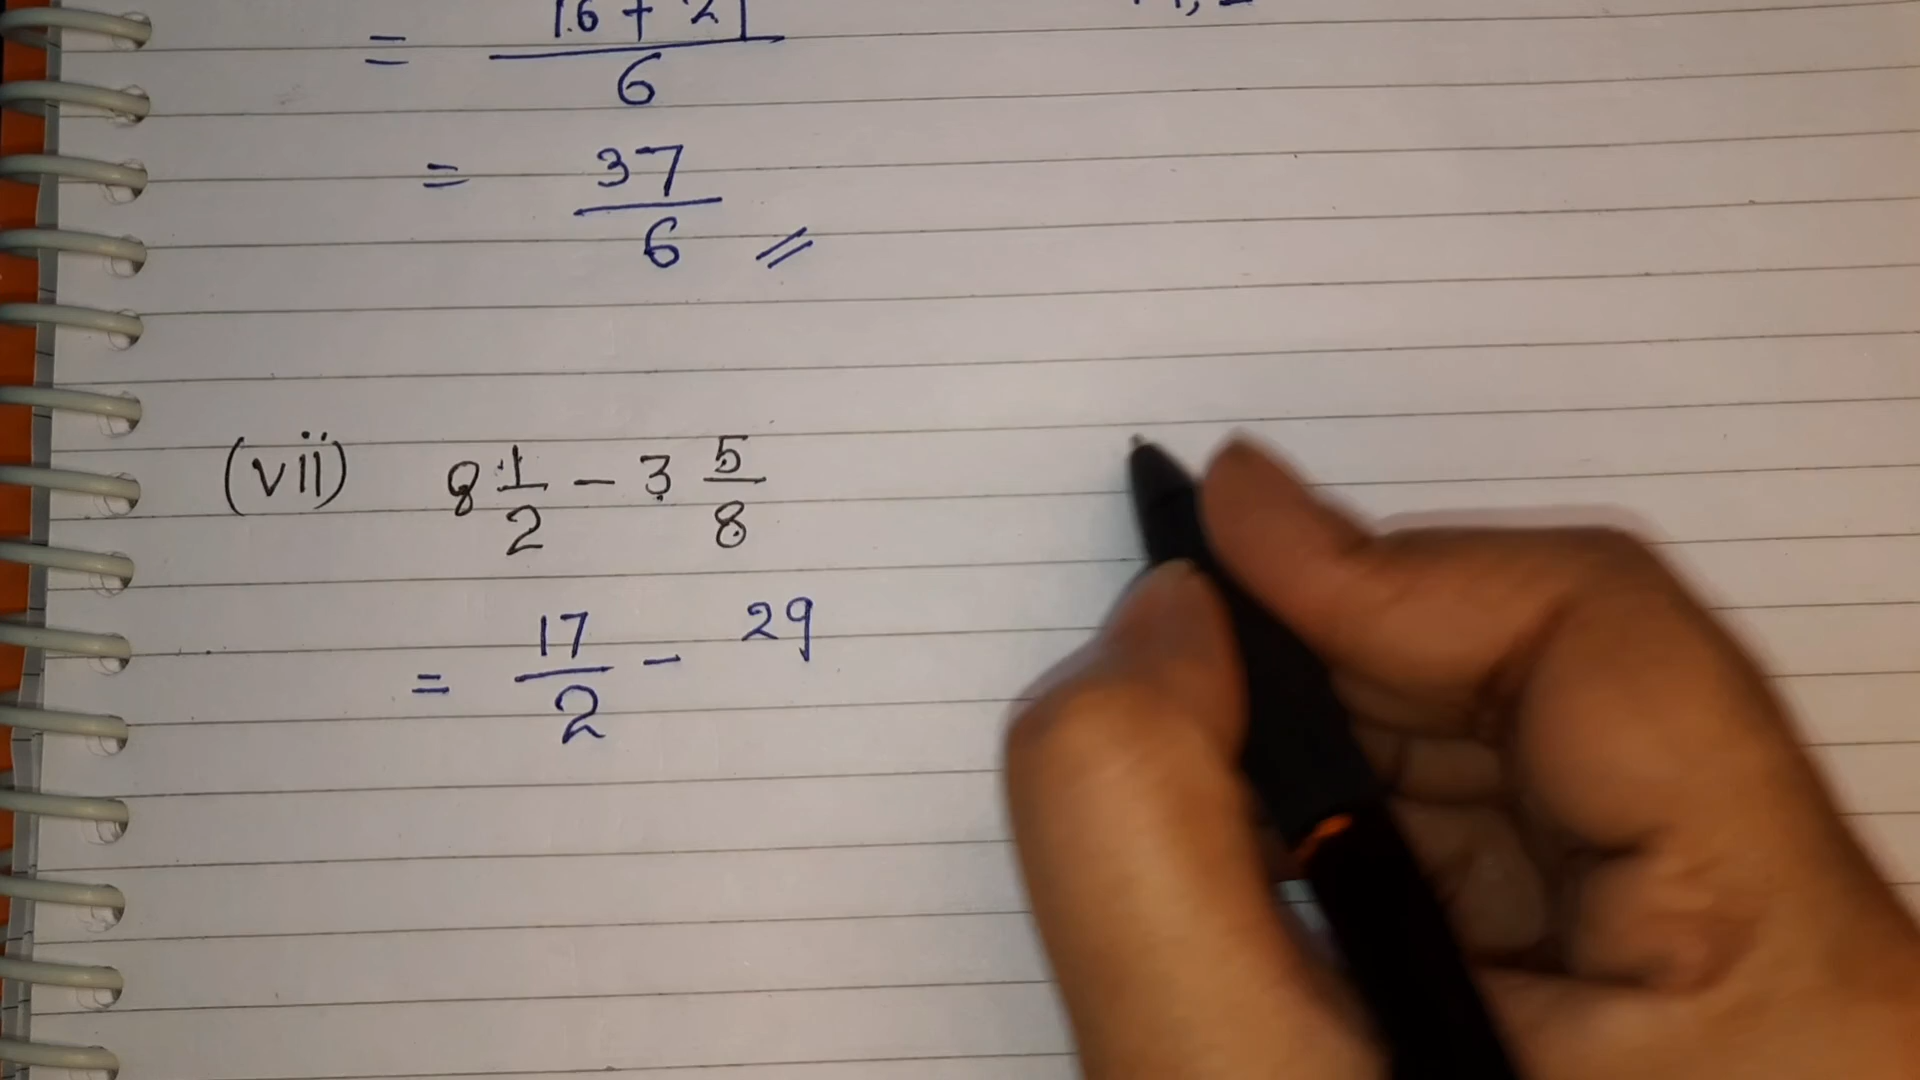 = 16 + 21 / 6
= 37 / 6 //
(vii) 8 1/2 - 3 5/8
= 17/2 - 29